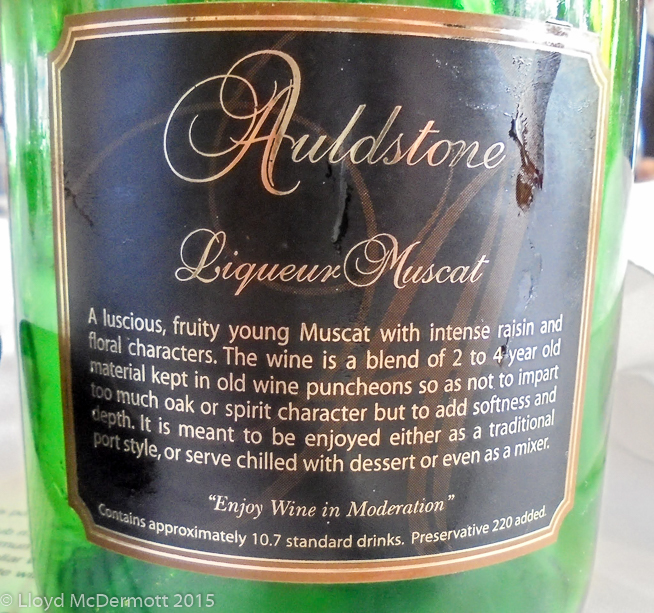 Auldstone
Liqueur Muscat
A luscious, fruity young Muscat with intense raisin and
floral characters. The wine is a blend of 2 to 4 year old
material kept in old wine puncheons so as not to impart
too much oak or spirit character but to add softness and
depth. It is meant to be enjoyed either as a traditional
port style, or serve chilled with dessert or even as a mixer.
"Enjoy Wine in Moderation"
Contains approximately 10.7 standard drinks. Preservative 220 added.
© Lloyd McDermott 2015